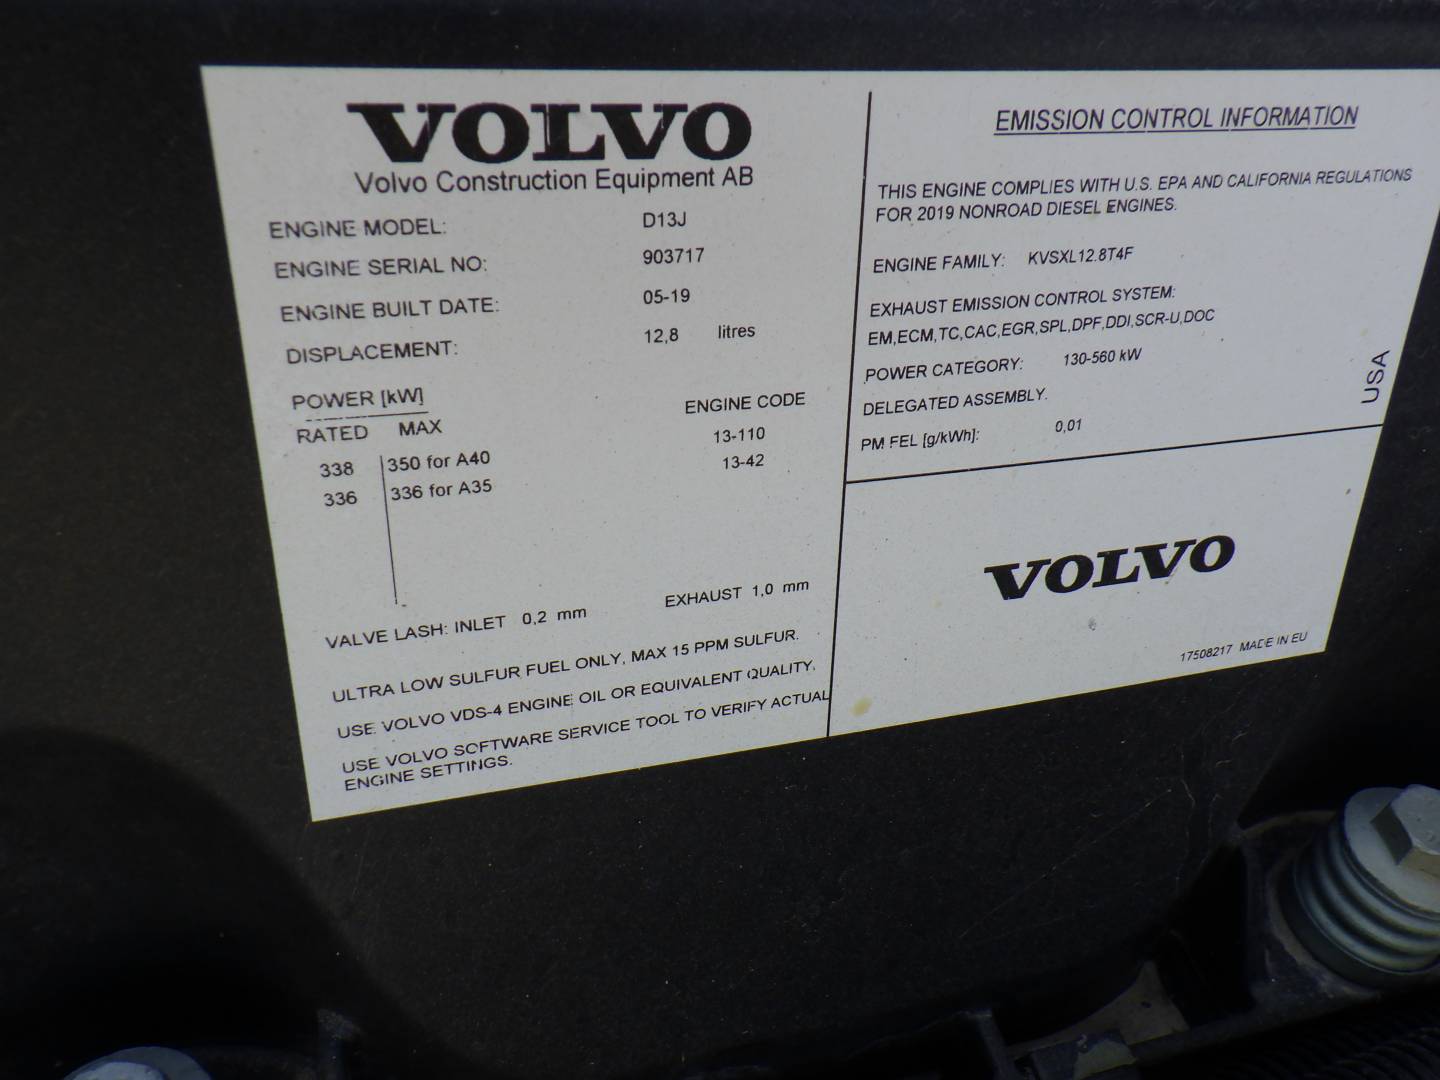 VOLVO
Volvo Construction Equipment AB
ENGINE MODEL: D13J
ENGINE SERIAL NO: 903717
ENGINE BUILT DATE: 05-19
DISPLACEMENT: 12,8 litres
POWER [kW] ENGINE CODE
RATED MAX
338 350 for A40 13-110
336 336 for A35 13-42
VALVE LASH: INLET 0,2 mm EXHAUST 1,0 mm
ULTRA LOW SULFUR FUEL ONLY, MAX 15 PPM SULFUR.
USE VOLVO VDS-4 ENGINE OIL OR EQUIVALENT QUALITY.
USE VOLVO SOFTWARE SERVICE TOOL TO VERIFY ACTUAL
ENGINE SETTINGS.
EMISSION CONTROL INFORMATION
THIS ENGINE COMPLIES WITH U.S. EPA AND CALIFORNIA REGULATIONS
FOR 2019 NONROAD DIESEL ENGINES.
ENGINE FAMILY: KVSXL12.8T4F
EXHAUST EMISSION CONTROL SYSTEM:
EM,ECM,TC,CAC,EGR,SPL,DPF,DDI,SCR-U,DOC
POWER CATEGORY: 130-560 kW
DELEGATED ASSEMBLY.
PM FEL [g/kWh]: 0,01
USA
VOLVO
17508217 MADE IN EU